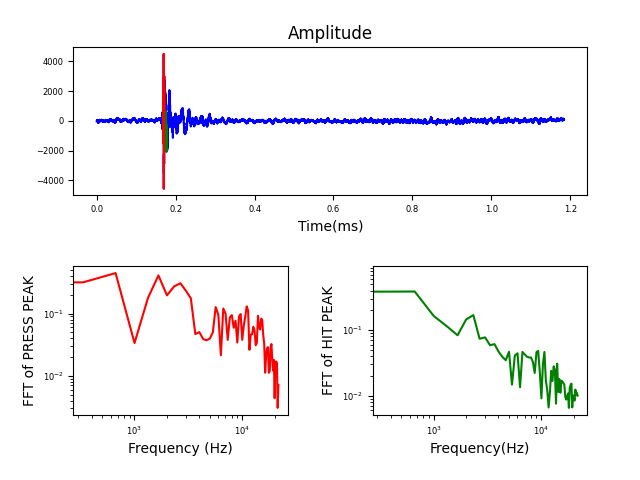 Amplitude
4000
2000
0
−2000
−4000
0.0 0.2 0.4 0.6 0.8 1.0 1.2
Time(ms)
FFT of PRESS PEAK
10⁻¹
10⁻²
10³ 10⁴
Frequency (Hz)
FFT of HIT PEAK
10⁻¹
10⁻²
10³ 10⁴
Frequency(Hz)